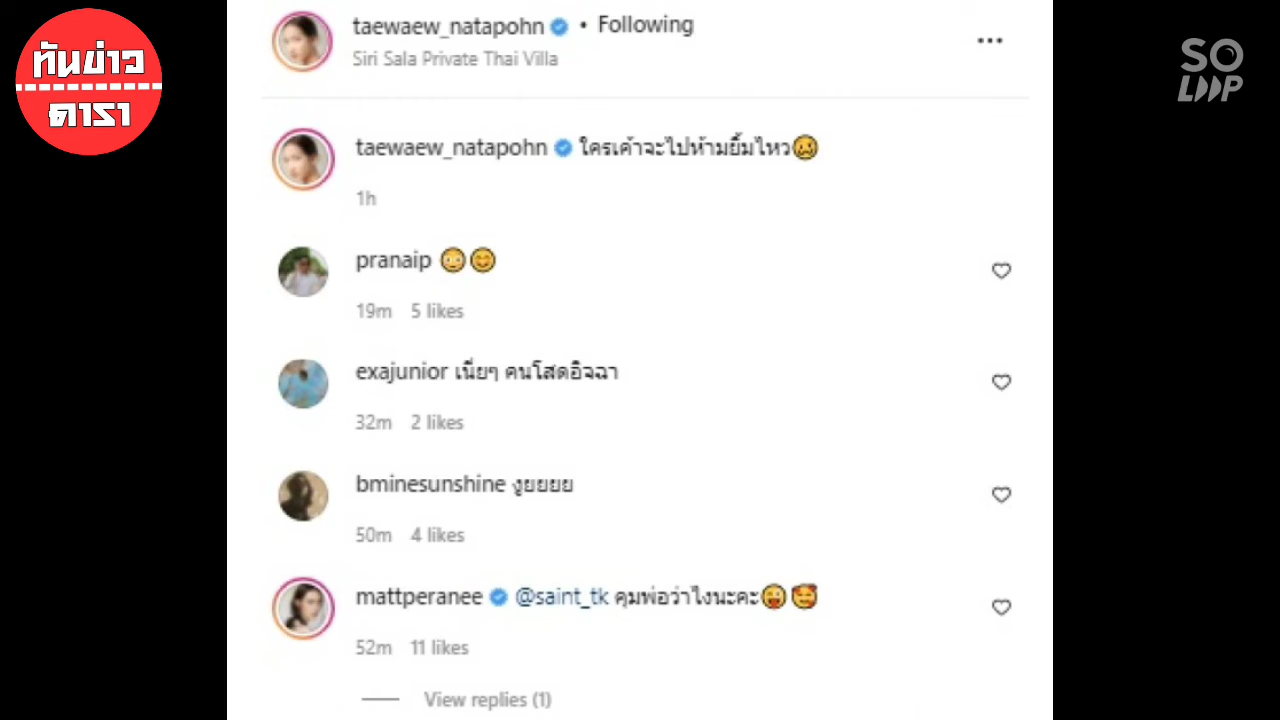 ทันข่าว
ดารา
SO
LOOP
taewaew_natapohn • Following
Siri Sala Private Thai Villa
taewaew_natapohn ใครเค้าจะไปห้ามยิ้มไหว🥴
1h
pranaip 😳😊
19m 5 likes
exajunior เนี่ยๆ คนโสดอิจฉา
32m 2 likes
bminesunshine งูยยยย
50m 4 likes
mattperanee @saint_tk คุมพ่อว่าไงนะคะ😜🥰
52m 11 likes
View replies (1)